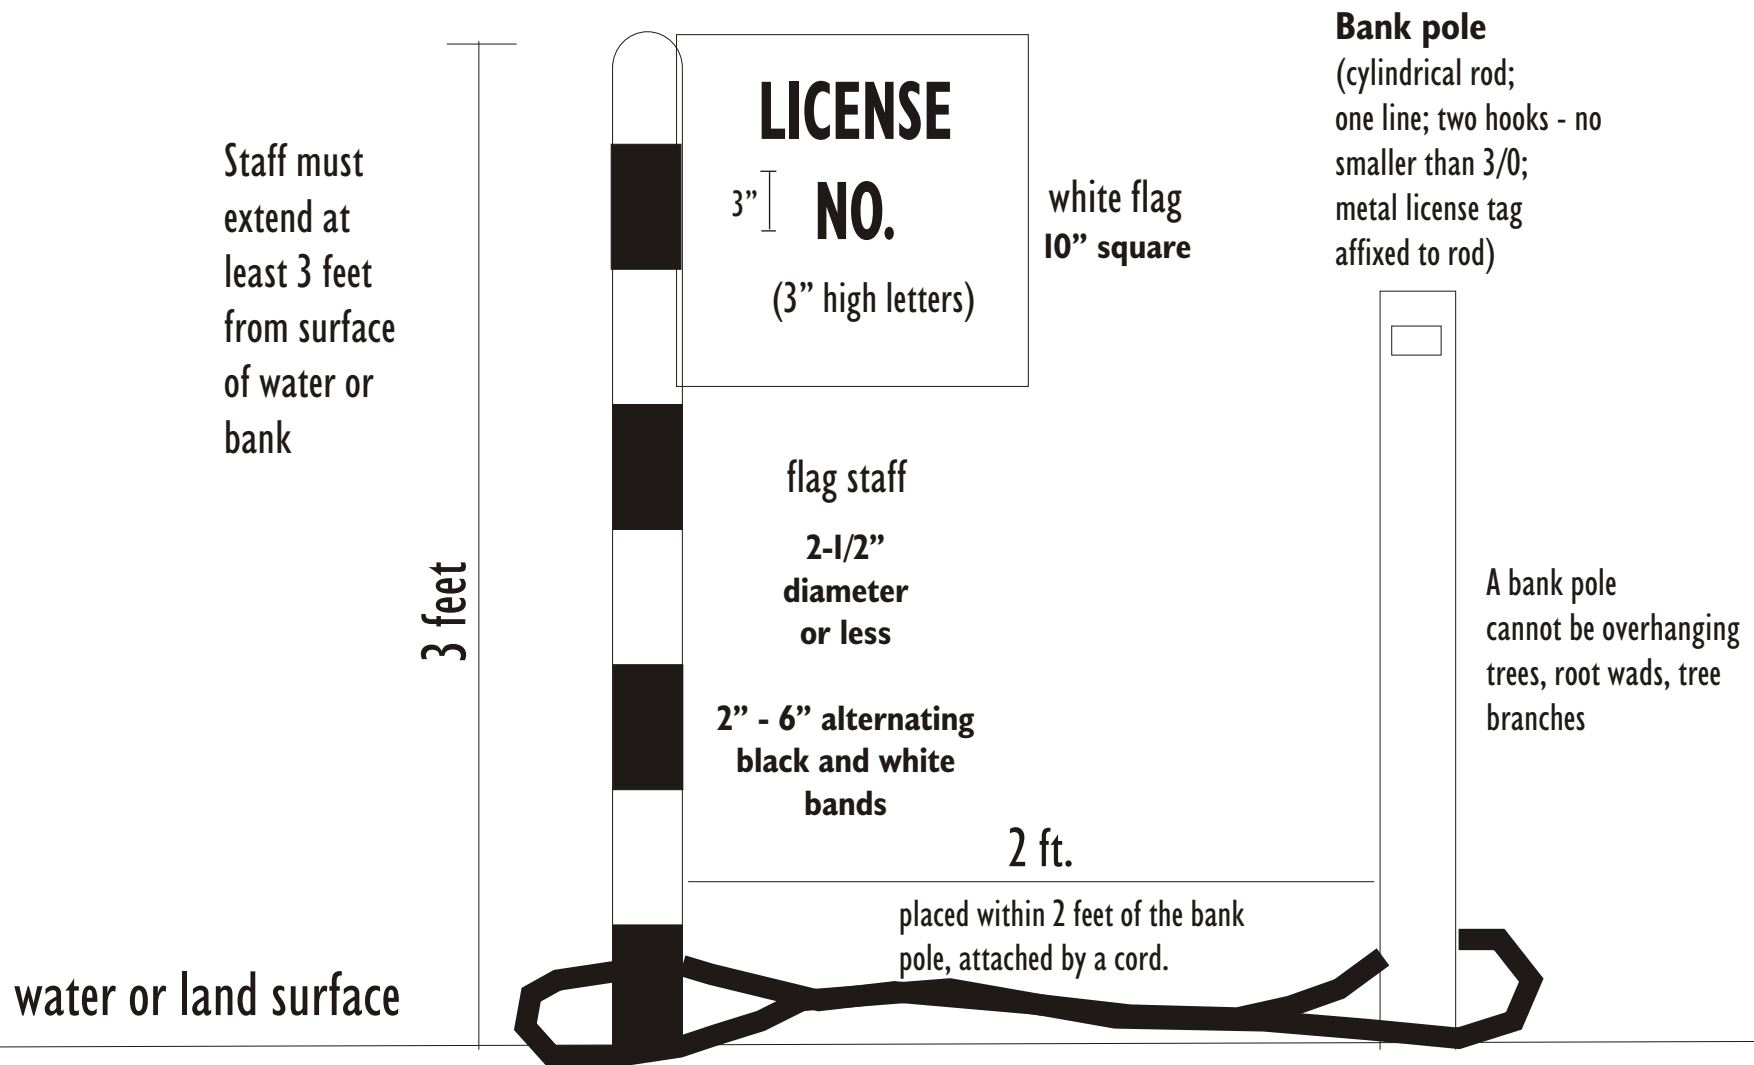 Bank pole
(cylindrical rod;
one line; two hooks - no
smaller than 3/0;
metal license tag
affixed to rod)
LICENSE
NO.
3”
(3” high letters)
white flag
10” square
Staff must
extend at
least 3 feet
from surface
of water or
bank
3 feet
flag staff
2-1/2”
diameter
or less
2” - 6” alternating
black and white
bands
A bank pole
cannot be overhanging
trees, root wads, tree
branches
2 ft.
placed within 2 feet of the bank
pole, attached by a cord.
water or land surface